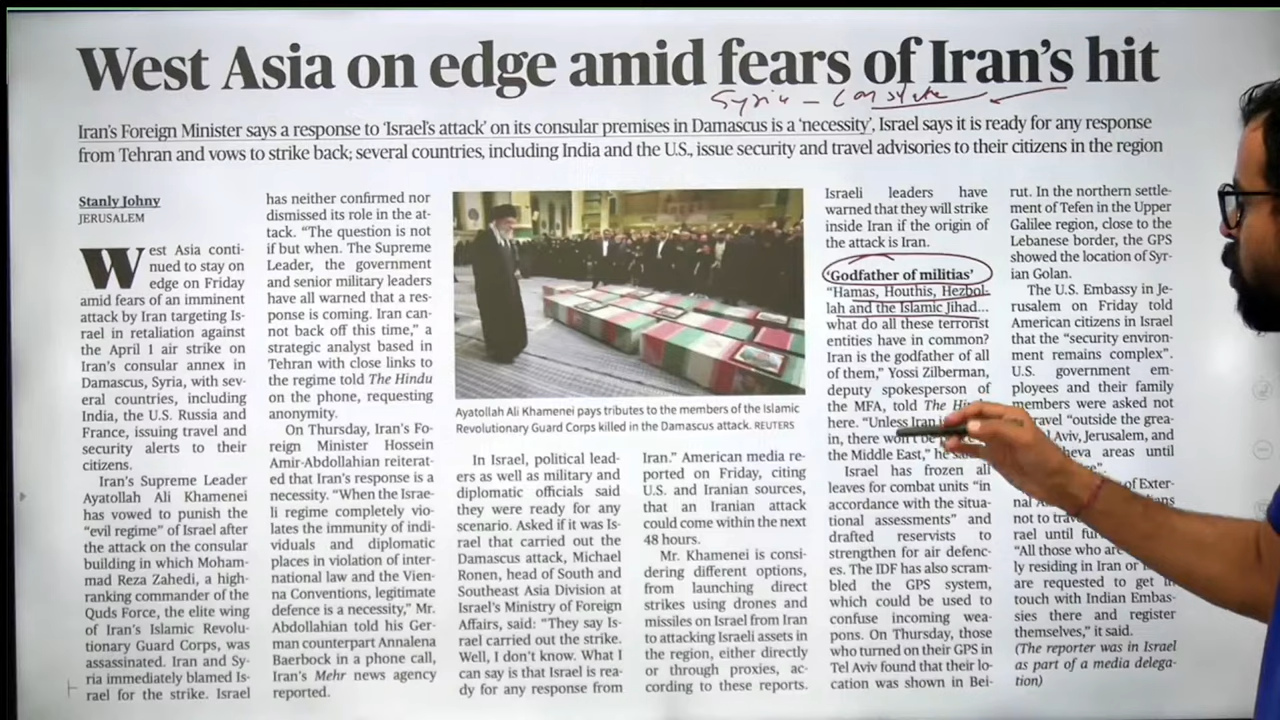 West Asia on edge amid fears of Iran's hit
Syria –
Iran's Foreign Minister says a response to 'Israel's attack' on its consular premises in Damascus is a 'necessity', Israel says it is ready for any response
from Tehran and vows to strike back; several countries, including India and the U.S., issue security and travel advisories to their citizens in the region
Stanly Johny
JERUSALEM
West Asia conti-
nued to stay on
edge on Friday
amid fears of an imminent
attack by Iran targeting Is-
rael in retaliation against
the April 1 air strike on
Iran's consular annex in
Damascus, Syria, with sev-
eral countries, including
India, the U.S. Russia and
France, issuing travel and
security alerts to their
citizens.
Iran's Supreme Leader
Ayatollah Ali Khamenei
has vowed to punish the
"evil regime" of Israel after
the attack on the consular
building in which Moham-
mad Reza Zahedi, a high-
ranking commander of the
Quds Force, the elite wing
of Iran's Islamic Revolu-
tionary Guard Corps, was
assassinated. Iran and Sy-
ria immediately blamed Is-
rael for the strike. Israel
has neither confirmed nor
dismissed its role in the at-
tack. "The question is not
if but when. The Supreme
Leader, the government
and senior military leaders
have all warned that a res-
ponse is coming. Iran can-
not back off this time," a
strategic analyst based in
Tehran with close links to
the regime told The Hindu
on the phone, requesting
anonymity.
On Thursday, Iran's Fo-
reign Minister Hossein
Amir-Abdollahian reiterat-
ed that Iran's response is a
necessity. "When the Israe-
li regime completely vio-
lates the immunity of indi-
viduals and diplomatic
places in violation of inter-
national law and the Vien-
na Conventions, legitimate
defence is a necessity," Mr.
Abdollahian told his Ger-
man counterpart Annalena
Baerbock in a phone call,
Iran's Mehr news agency
reported.
Ayatollah Ali Khamenei pays tributes to the members of the Islamic
Revolutionary Guard Corps killed in the Damascus attack. REUTERS
In Israel, political lead-
ers as well as military and
diplomatic officials said
they were ready for any
scenario. Asked if it was Is-
rael that carried out the
Damascus attack, Michael
Ronen, head of South and
Southeast Asia Division at
Israel's Ministry of Foreign
Affairs, said: "They say Is-
rael carried out the strike.
Well, I don't know. What I
can say is that Israel is rea-
dy for any response from
Iran." American media re-
ported on Friday, citing
U.S. and Iranian sources,
that an Iranian attack
could come within the next
48 hours.
Mr. Khamenei is consi-
dering different options,
from launching direct
strikes using drones and
missiles on Israel from Iran
to attacking Israeli assets in
the region, either directly
or through proxies, ac-
cording to these reports.
Israeli leaders have
warned that they will strike
inside Iran if the origin of
the attack is Iran.
'Godfather of militias'
"Hamas, Houthis, Hezbol-
lah and the Islamic Jihad...
what do all these terrorist
entities have in common?
Iran is the godfather of all
of them," Yossi Zilberman,
deputy spokesperson of
the MFA, told The
here. "Unless Iran
in, there won't be
the Middle East," he
Israel has frozen all
leaves for combat units "in
accordance with the situa-
tional assessments" and
drafted reservists to
strengthen for air defenc-
es. The IDF has also scram-
bled the GPS system,
which could be used to
confuse incoming wea-
pons. On Thursday, those
who turned on their GPS in
Tel Aviv found that their lo-
cation was shown in Bei-
rut. In the northern settle-
ment of Tefen in the Upper
Galilee region, close to the
Lebanese border, the GPS
showed the location of Syr-
ian Golan.
The U.S. Embassy in Je-
rusalem on Friday told
American citizens in Israel
that the "security environ-
ment remains complex".
U.S. government em-
ployees and their family
members were asked not
"outside the grea-
Aviv, Jerusalem, and
areas until
of Exter-
nal
not to
rael until
"All those who are
ly residing in Iran or
are requested to get in
touch with Indian Embas-
sies there and register
themselves," it said.
(The reporter was in Israel
as part of a media delega-
tion)